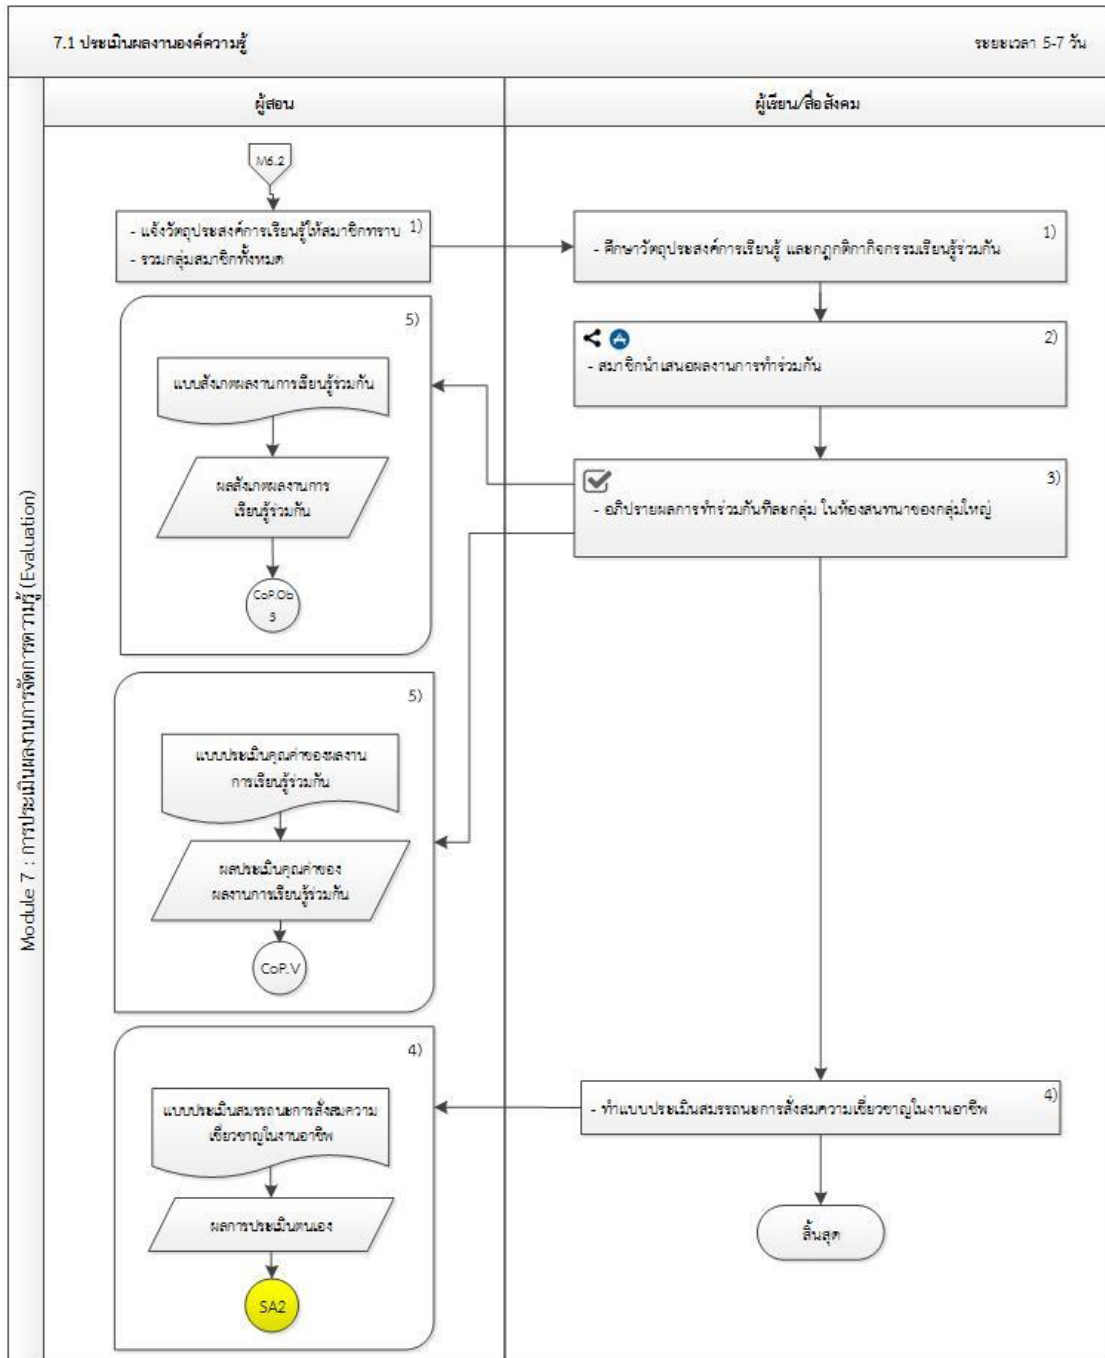 7.1 ประเมินผลงานองค์ความรู้
ระยะเวลา 5-7 วัน
Module 7 : การประเมินผลงานการจัดการความรู้ (Evaluation)
ผู้สอน
ผู้เรียน/สื่อสังคม
M6.2
1)
- แจ้งวัตถุประสงค์การเรียนรู้ให้สมาชิกทราบ
- รวมกลุ่มสมาชิกทั้งหมด
1)
- ศึกษาวัตถุประสงค์การเรียนรู้ และกฎกติกากิจกรรมเรียนรู้ร่วมกัน
2)
- สมาชิกนำเสนอผลงานการทำร่วมกัน
3)
- อภิปรายผลการทำร่วมกันทีละกลุ่ม ในห้องสนทนาของกลุ่มใหญ่
5)
แบบสังเกตผลงานการเรียนรู้ร่วมกัน
ผลสังเกตผลงานการ
เรียนรู้ร่วมกัน
CoP.Ob
3
5)
แบบประเมินคุณค่าของผลงาน
การเรียนรู้ร่วมกัน
ผลประเมินคุณค่าของ
ผลงานการเรียนรู้ร่วมกัน
CoP.V
4)
แบบประเมินสมรรถนะการสั่งสมความ
เชี่ยวชาญในงานอาชีพ
ผลการประเมินตนเอง
SA2
4)
- ทำแบบประเมินสมรรถนะการสั่งสมความเชี่ยวชาญในงานอาชีพ
สิ้นสุด